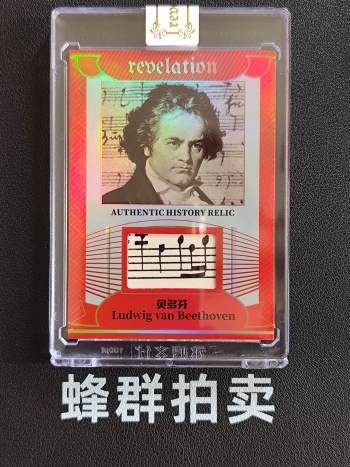 revelation
AUTHENTIC HISTORY RELIC
贝多芬
Ludwig van Beethoven
蜂群拍卖